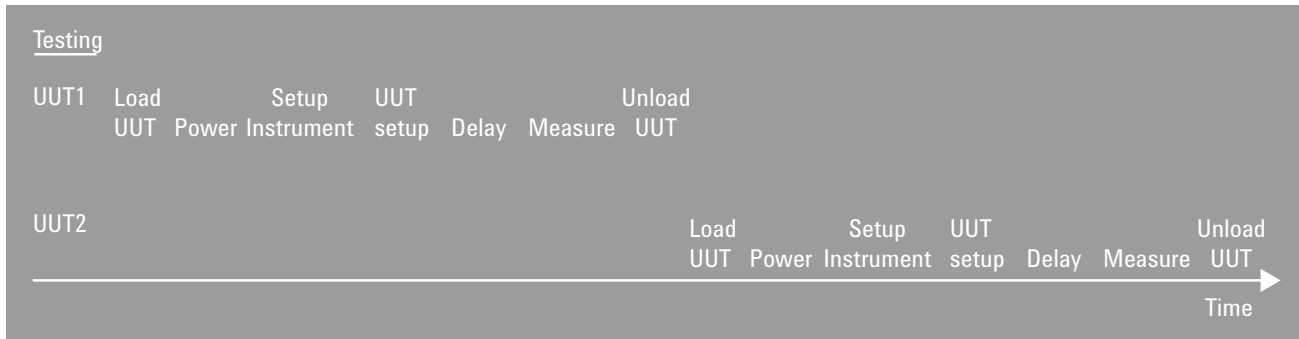 Testing
UUT1 Load Setup UUT Unload
UUT Power Instrument setup Delay Measure UUT
UUT2
Load Setup UUT Unload
UUT Power Instrument setup Delay Measure UUT
Time